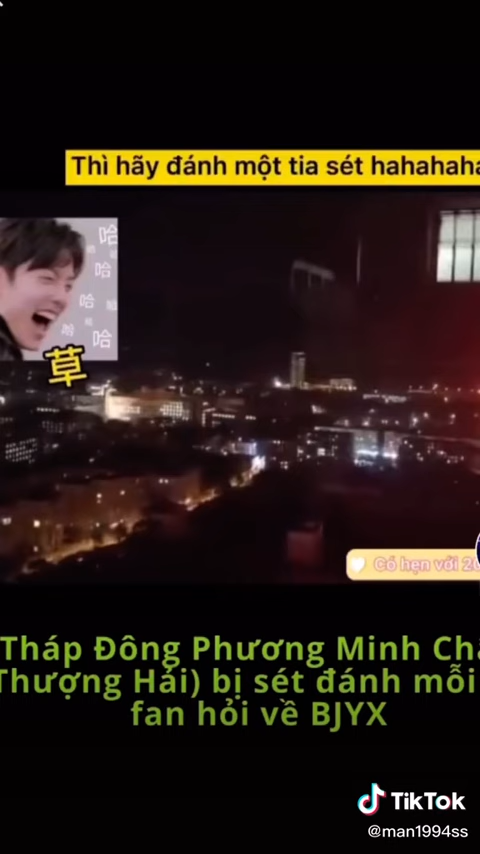 Thì hãy đánh một tia sét hahahaha
哈
哈
哈
哈
哈
草
Có hẹn với 20
Tháp Đông Phương Minh Ch
Thượng Hải) bị sét đánh mỗi
fan hỏi về BJYX
TikTok
@man1994ss